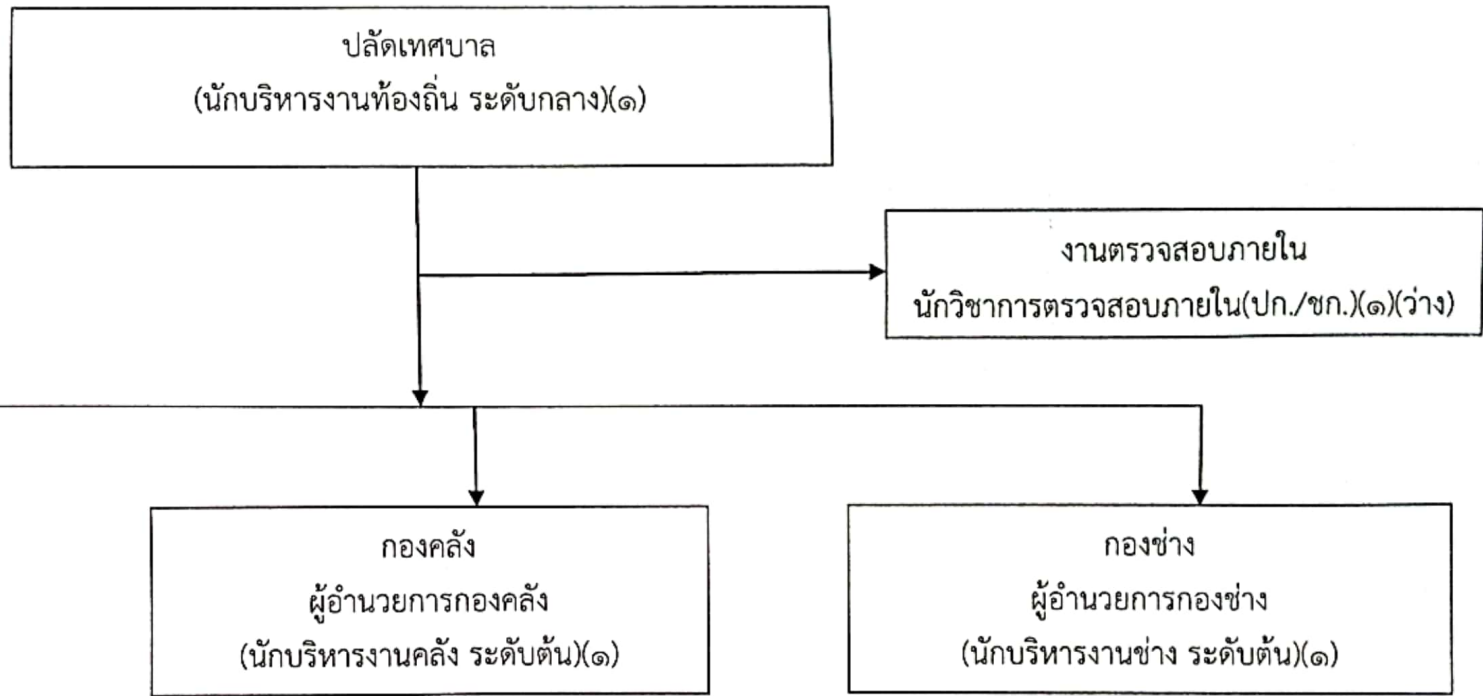 ปลัดเทศบาล
(นักบริหารงานท้องถิ่น ระดับกลาง)(๑)
งานตรวจสอบภายใน
นักวิชาการตรวจสอบภายใน(ปก./ชก.)(๑)(ว่าง)
กองคลัง
ผู้อำนวยการกองคลัง
(นักบริหารงานคลัง ระดับต้น)(๑)
กองช่าง
ผู้อำนวยการกองช่าง
(นักบริหารงานช่าง ระดับต้น)(๑)